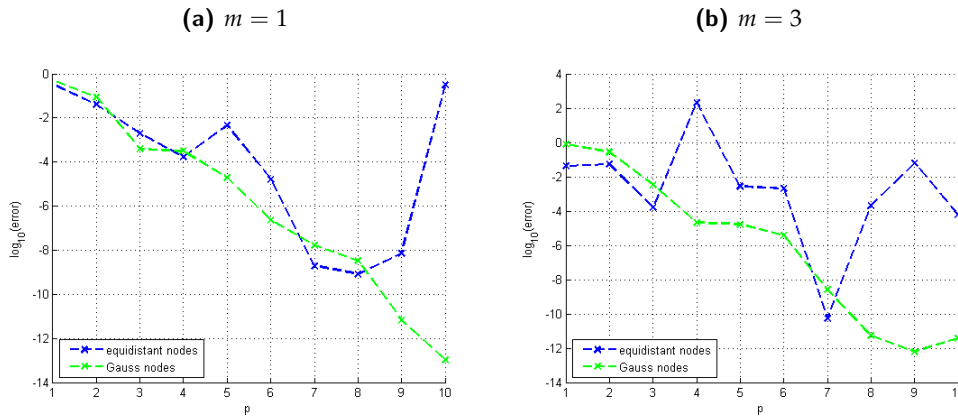 (a) m = 1
(b) m = 3
0
-2
-4
-6
-8
-10
-12
-14
log10(error)
1 2 3 4 5 6 7 8 9 10
p
equidistant nodes
Gauss nodes
4
2
0
-2
-4
-6
-8
-10
-12
-14
log10(error)
1 2 3 4 5 6 7 8 9 1
p
equidistant nodes
Gauss nodes